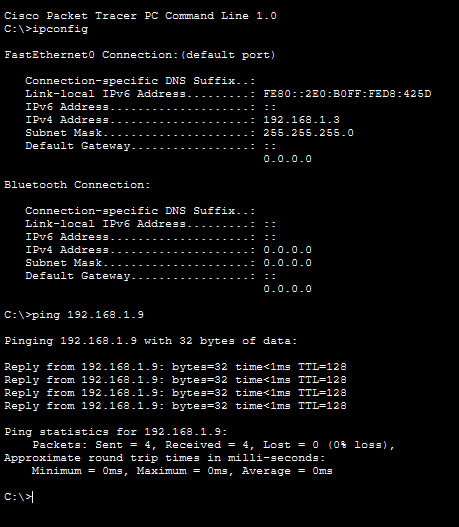 Cisco Packet Tracer PC Command Line 1.0
C:\>ipconfig
FastEthernet0 Connection:(default port)
Connection-specific DNS Suffix..:
Link-local IPv6 Address.........: FE80::2E0:B0FF:FED8:425D
IPv6 Address....................: ::
IPv4 Address....................: 192.168.1.3
Subnet Mask.....................: 255.255.255.0
Default Gateway.................: ::
0.0.0.0
Bluetooth Connection:
Connection-specific DNS Suffix..:
Link-local IPv6 Address.........: ::
IPv6 Address....................: ::
IPv4 Address....................: 0.0.0.0
Subnet Mask.....................: 0.0.0.0
Default Gateway.................: ::
0.0.0.0
C:\>ping 192.168.1.9
Pinging 192.168.1.9 with 32 bytes of data:
Reply from 192.168.1.9: bytes=32 time<1ms TTL=128
Reply from 192.168.1.9: bytes=32 time<1ms TTL=128
Reply from 192.168.1.9: bytes=32 time<1ms TTL=128
Reply from 192.168.1.9: bytes=32 time<1ms TTL=128
Ping statistics for 192.168.1.9:
Packets: Sent = 4, Received = 4, Lost = 0 (0% loss),
Approximate round trip times in milli-seconds:
Minimum = 0ms, Maximum = 0ms, Average = 0ms
C:\>